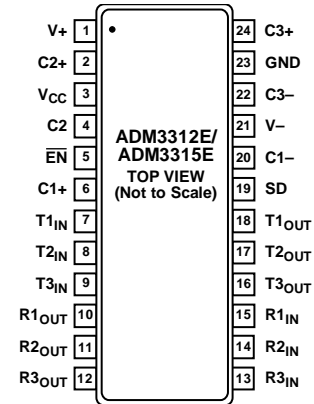 V+ 1 24 C3+
C2+ 2 23 GND
VCC 3 22 C3–
C2 4 21 V–
EN 5 20 C1–
C1+ 6 19 SD
T1IN 7 18 T1OUT
T2IN 8 17 T2OUT
T3IN 9 16 T3OUT
R1OUT 10 15 R1IN
R2OUT 11 14 R2IN
R3OUT 12 13 R3IN
ADM3312E/
ADM3315E
TOP VIEW
(Not to Scale)